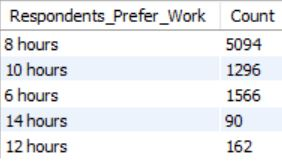 Respondents_Prefer_Work Count
8 hours 5094
10 hours 1296
6 hours 1566
14 hours 90
12 hours 162